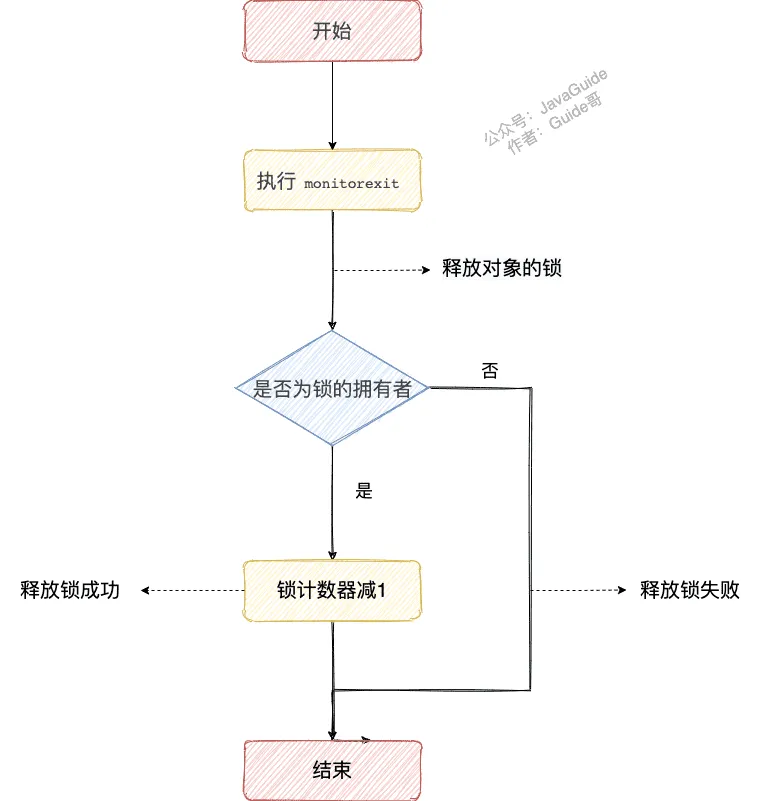 开始
公众号：JavaGuide
作者：Guide哥
执行 monitorexit
释放对象的锁
是否为锁的拥有者
否
是
释放锁成功
锁计数器减1
释放锁失败
结束